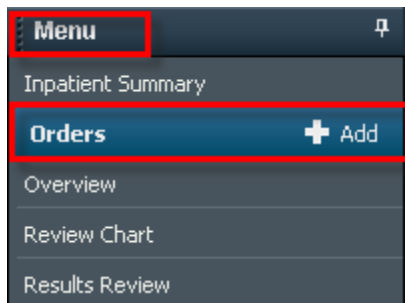 Menu
Inpatient Summary
Orders Add
Overview
Review Chart
Results Review